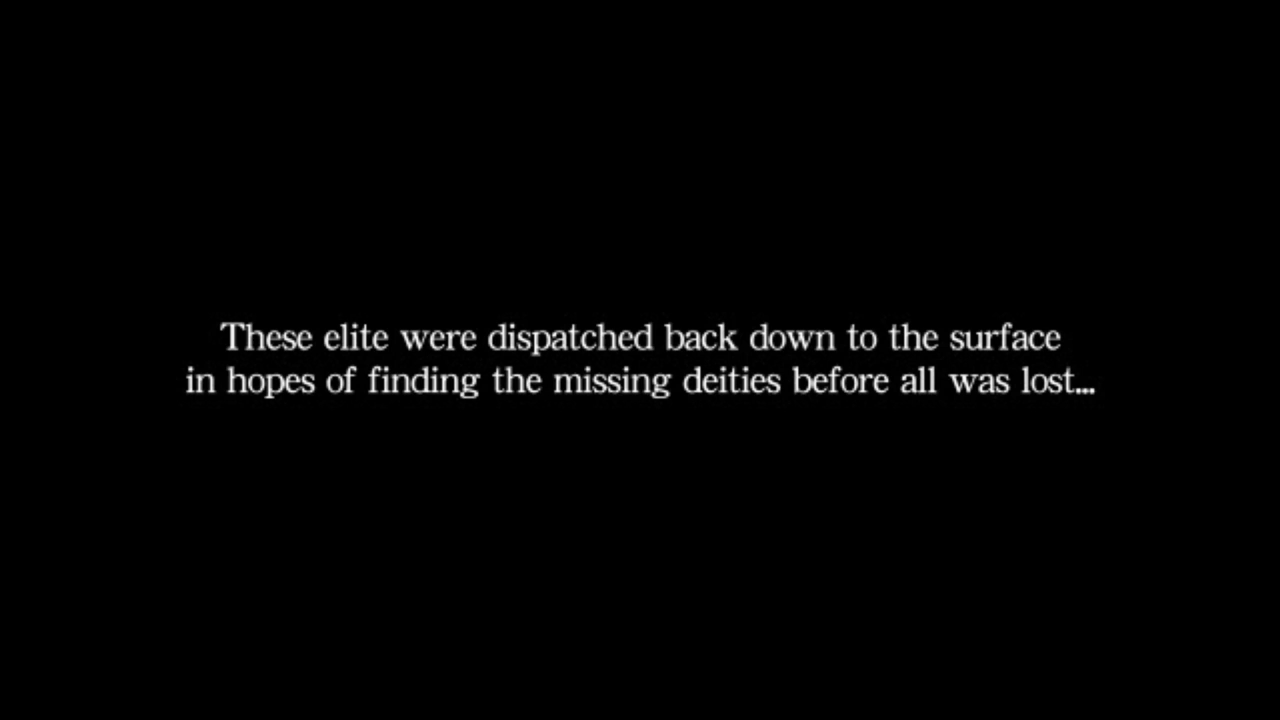 These elite were dispatched back down to the surface
in hopes of finding the missing deities before all was lost...